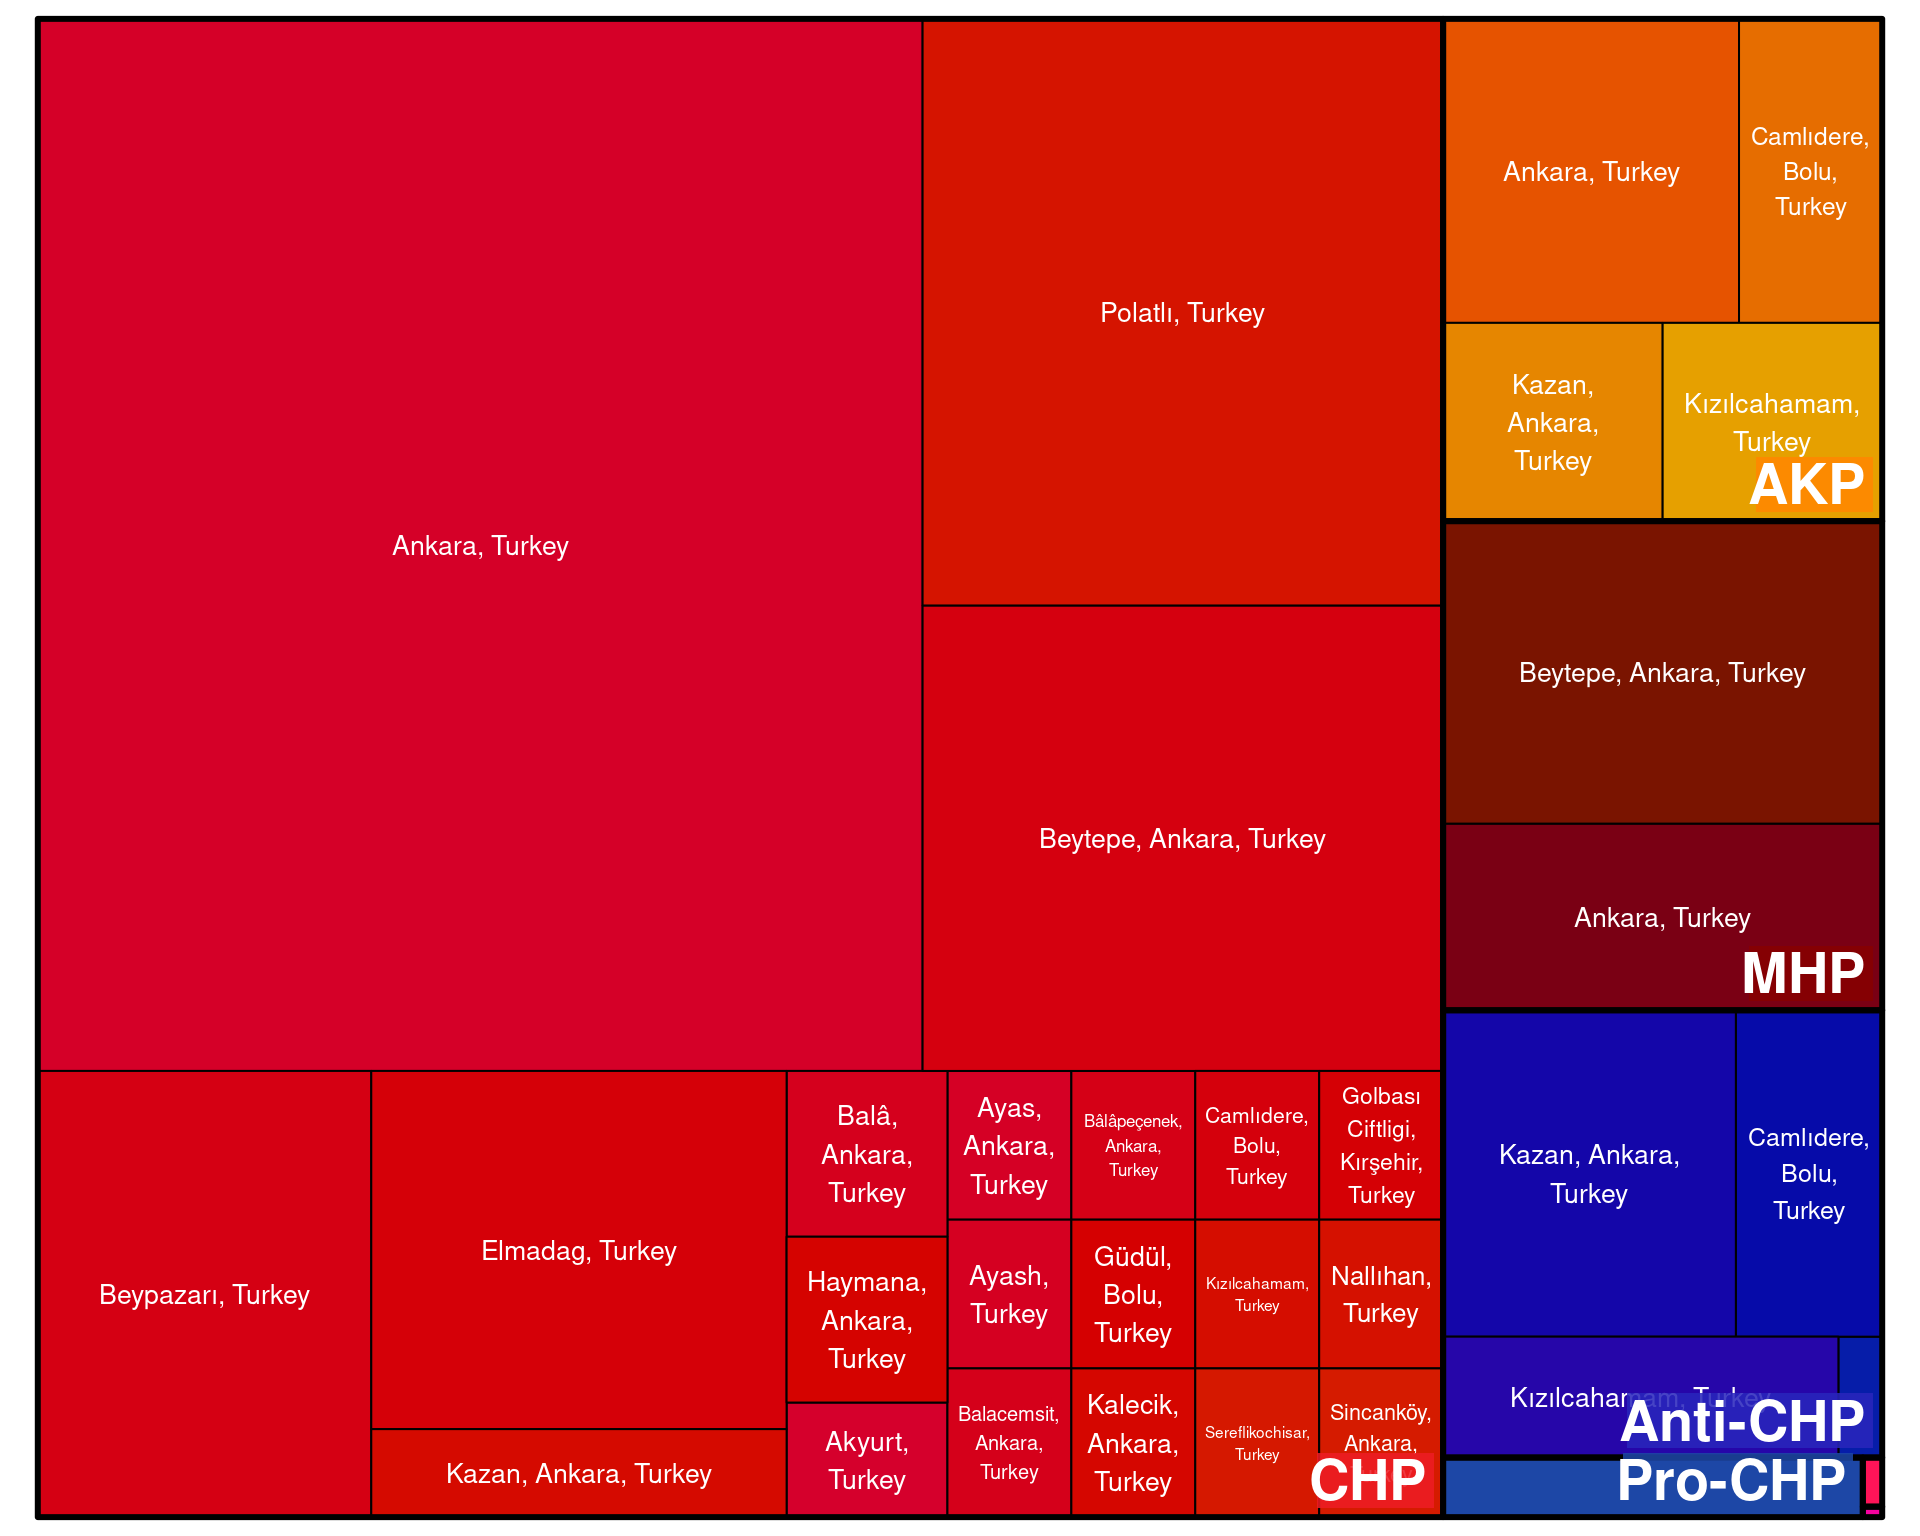 Ankara, Turkey
Polatlı, Turkey
Beytepe, Ankara, Turkey
Beypazarı, Turkey
Elmadag, Turkey
Kazan, Ankara, Turkey
Balâ,
Ankara,
Turkey
Haymana,
Ankara,
Turkey
Akyurt,
Turkey
Ayas,
Ankara,
Turkey
Ayash,
Turkey
Balacemsit,
Ankara,
Turkey
Bâlâpeçenek,
Ankara,
Turkey
Güdül,
Bolu,
Turkey
Kalecik,
Ankara,
Turkey
Camlıdere,
Bolu,
Turkey
Kızılcahamam,
Turkey
Sereflikochisar,
Turkey
Golbası
Ciftligi,
Kırşehir,
Turkey
Nallıhan,
Turkey
Sincanköy,
Ankara,
CHP
Ankara, Turkey
Camlıdere,
Bolu,
Turkey
Kazan,
Ankara,
Turkey
Kızılcahamam,
Turkey
AKP
Beytepe, Ankara, Turkey
Ankara, Turkey
MHP
Kazan, Ankara,
Turkey
Camlıdere,
Bolu,
Turkey
Kızılcahamam, Turkey
Anti-CHP
Pro-CHP